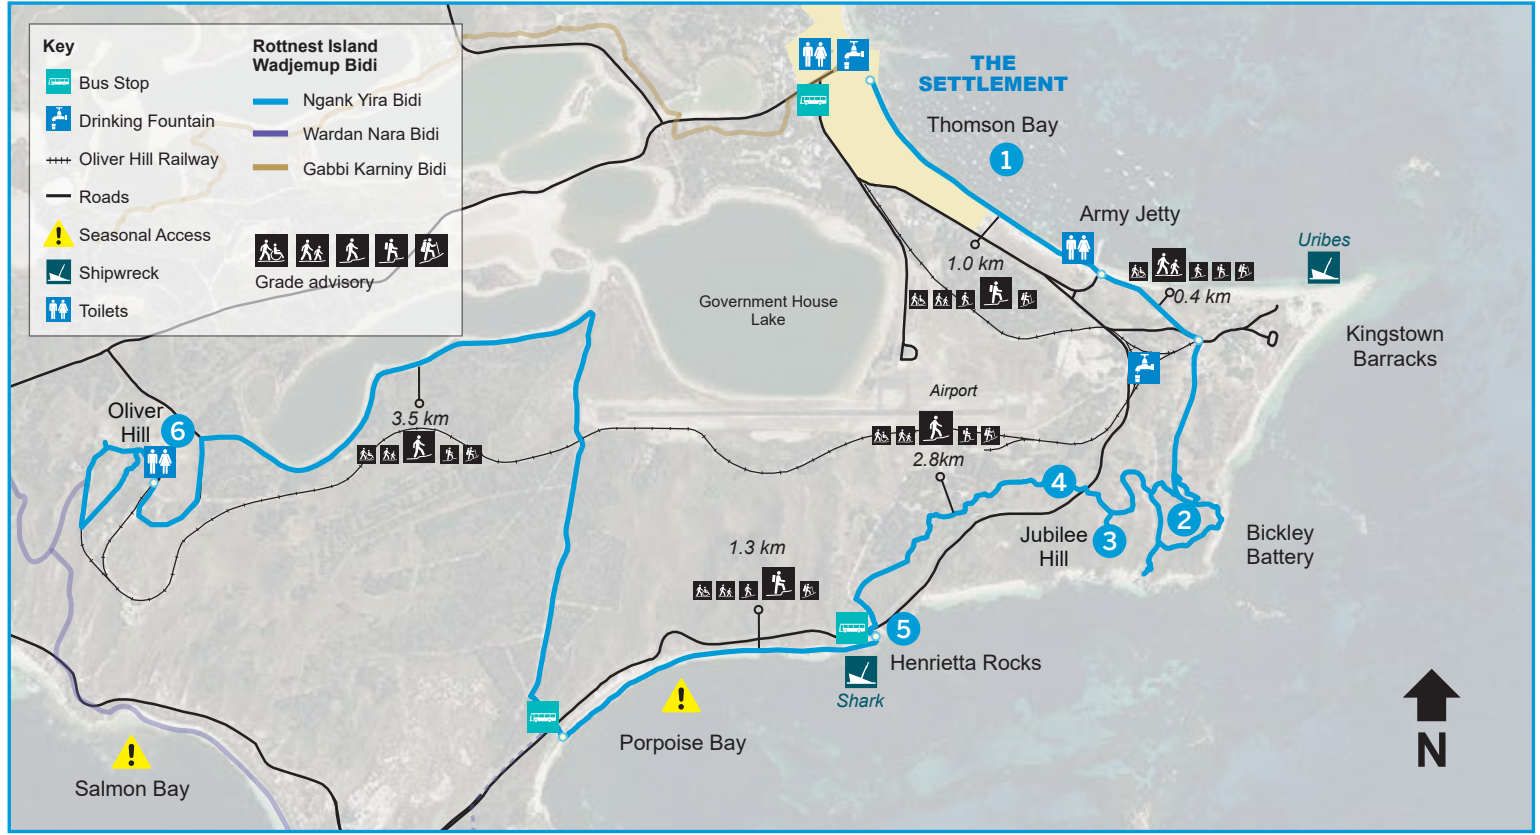 Key
Bus Stop
Drinking Fountain
Oliver Hill Railway
Roads
Seasonal Access
Shipwreck
Toilets
Rottnest Island
Wadjemup Bidi
Ngank Yira Bidi
Wardan Nara Bidi
Gabbi Karniny Bidi
Grade advisory
THE
SETTLEMENT
Thomson Bay
1
Army Jetty
Uribes
1.0 km
0.4 km
Government House
Lake
Kingstown
Barracks
Airport
Oliver
Hill
6
3.5 km
2.8km
4
2
Jubilee
Hill
3
Bickley
Battery
1.3 km
5
Henrietta Rocks
Shark
Porpoise Bay
Salmon Bay
N